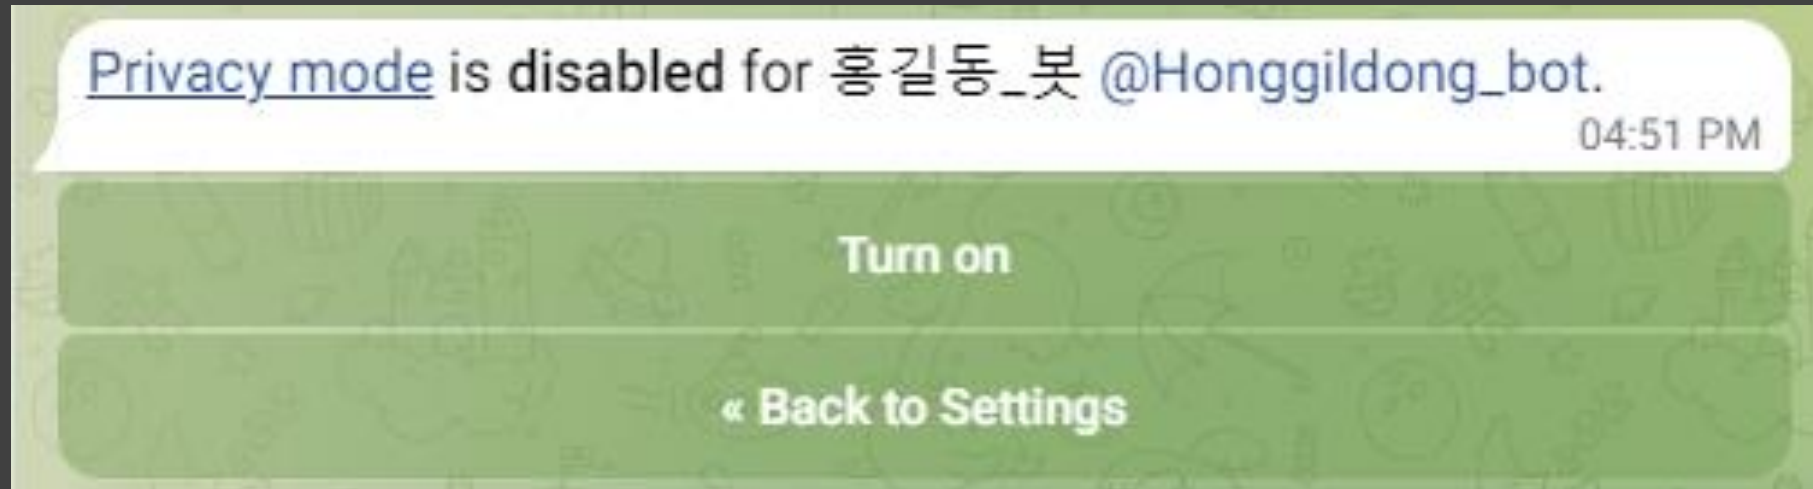 Privacy mode is disabled for 홍길동_봇 @Honggildong_bot.
04:51 PM
Turn on
« Back to Settings